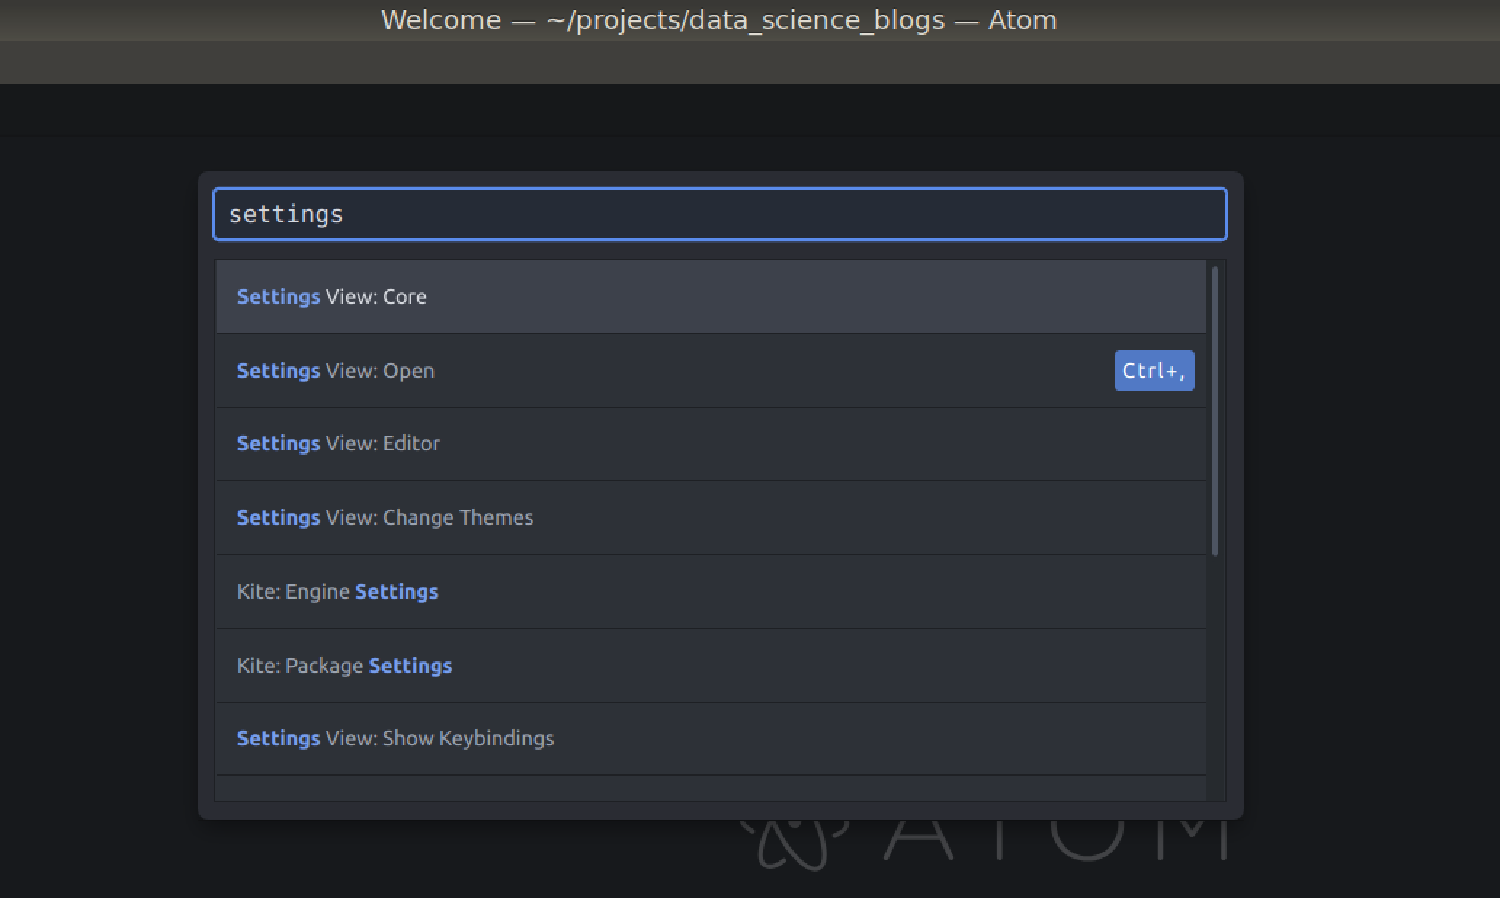 Welcome — ~/projects/data_science_blogs — Atom
settings
Settings View: Core
Settings View: Open Ctrl+,
Settings View: Editor
Settings View: Change Themes
Kite: Engine Settings
Kite: Package Settings
Settings View: Show Keybindings
ATOM